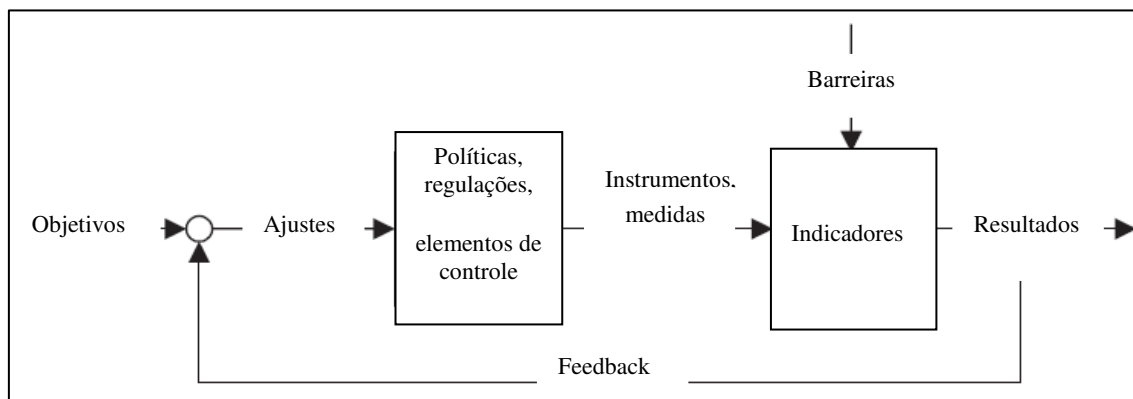 Barreiras
Objetivos
Ajustes
Políticas,
regulações,
elementos de
controle
Instrumentos,
medidas
Indicadores
Resultados
Feedback